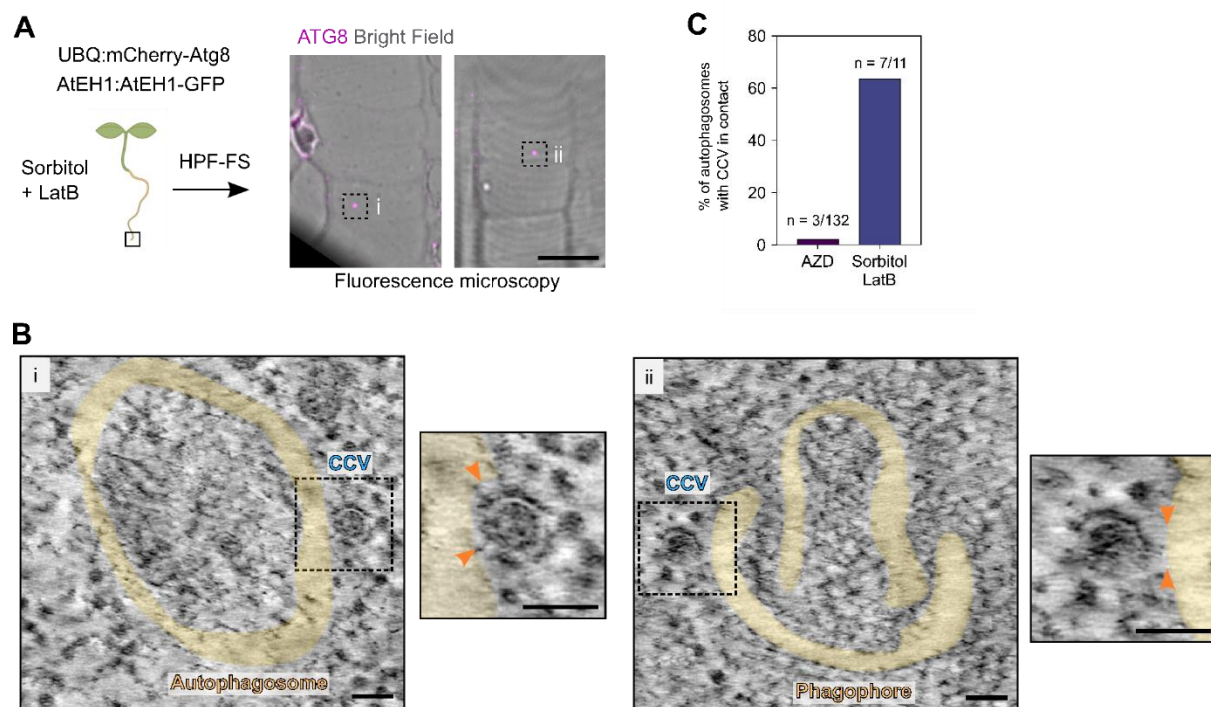 A
UBQ:mCherry-Atg8
AtEH1:AtEH1-GFP
Sorbitol
+ LatB
HPF-FS
ATG8 Bright Field
i
ii
Fluorescence microscopy
C
% of autophagosomes
with CCV in contact
80
60
40
20
0
n = 7/11
n = 3/132
AZD
Sorbitol
LatB
B
i
CCV
Autophagosome
ii
CCV
Phagophore